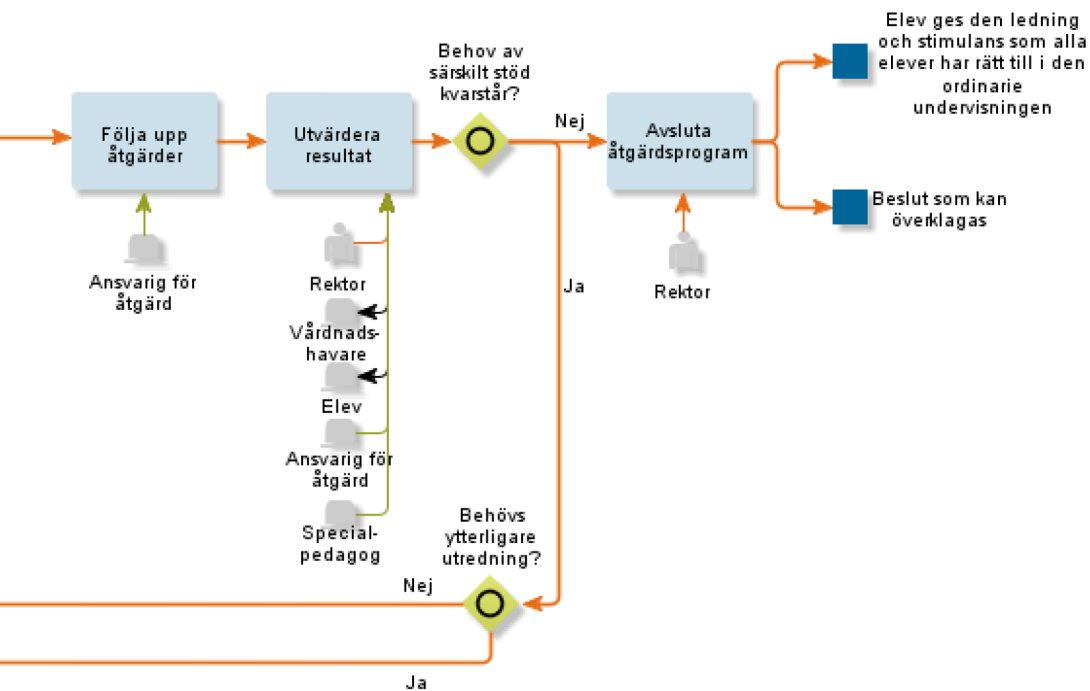 Elev ges den ledning
och stimulans som alla
elever har rätt till i den
ordinarie
undervisningen
Behov av
särskilt stöd
kvarstår?
Följa upp
åtgärder
Utvärdera
resultat
Nej
Avsluta
åtgärdsprogram
Beslut som kan
överklagas
Ansvarig för
åtgärd
Rektor
Ja
Rektor
Vårdnads-
havare
Elev
Ansvarig för
åtgärd
Special-
pedagog
Behövs
ytterligare
utredning?
Nej
Ja